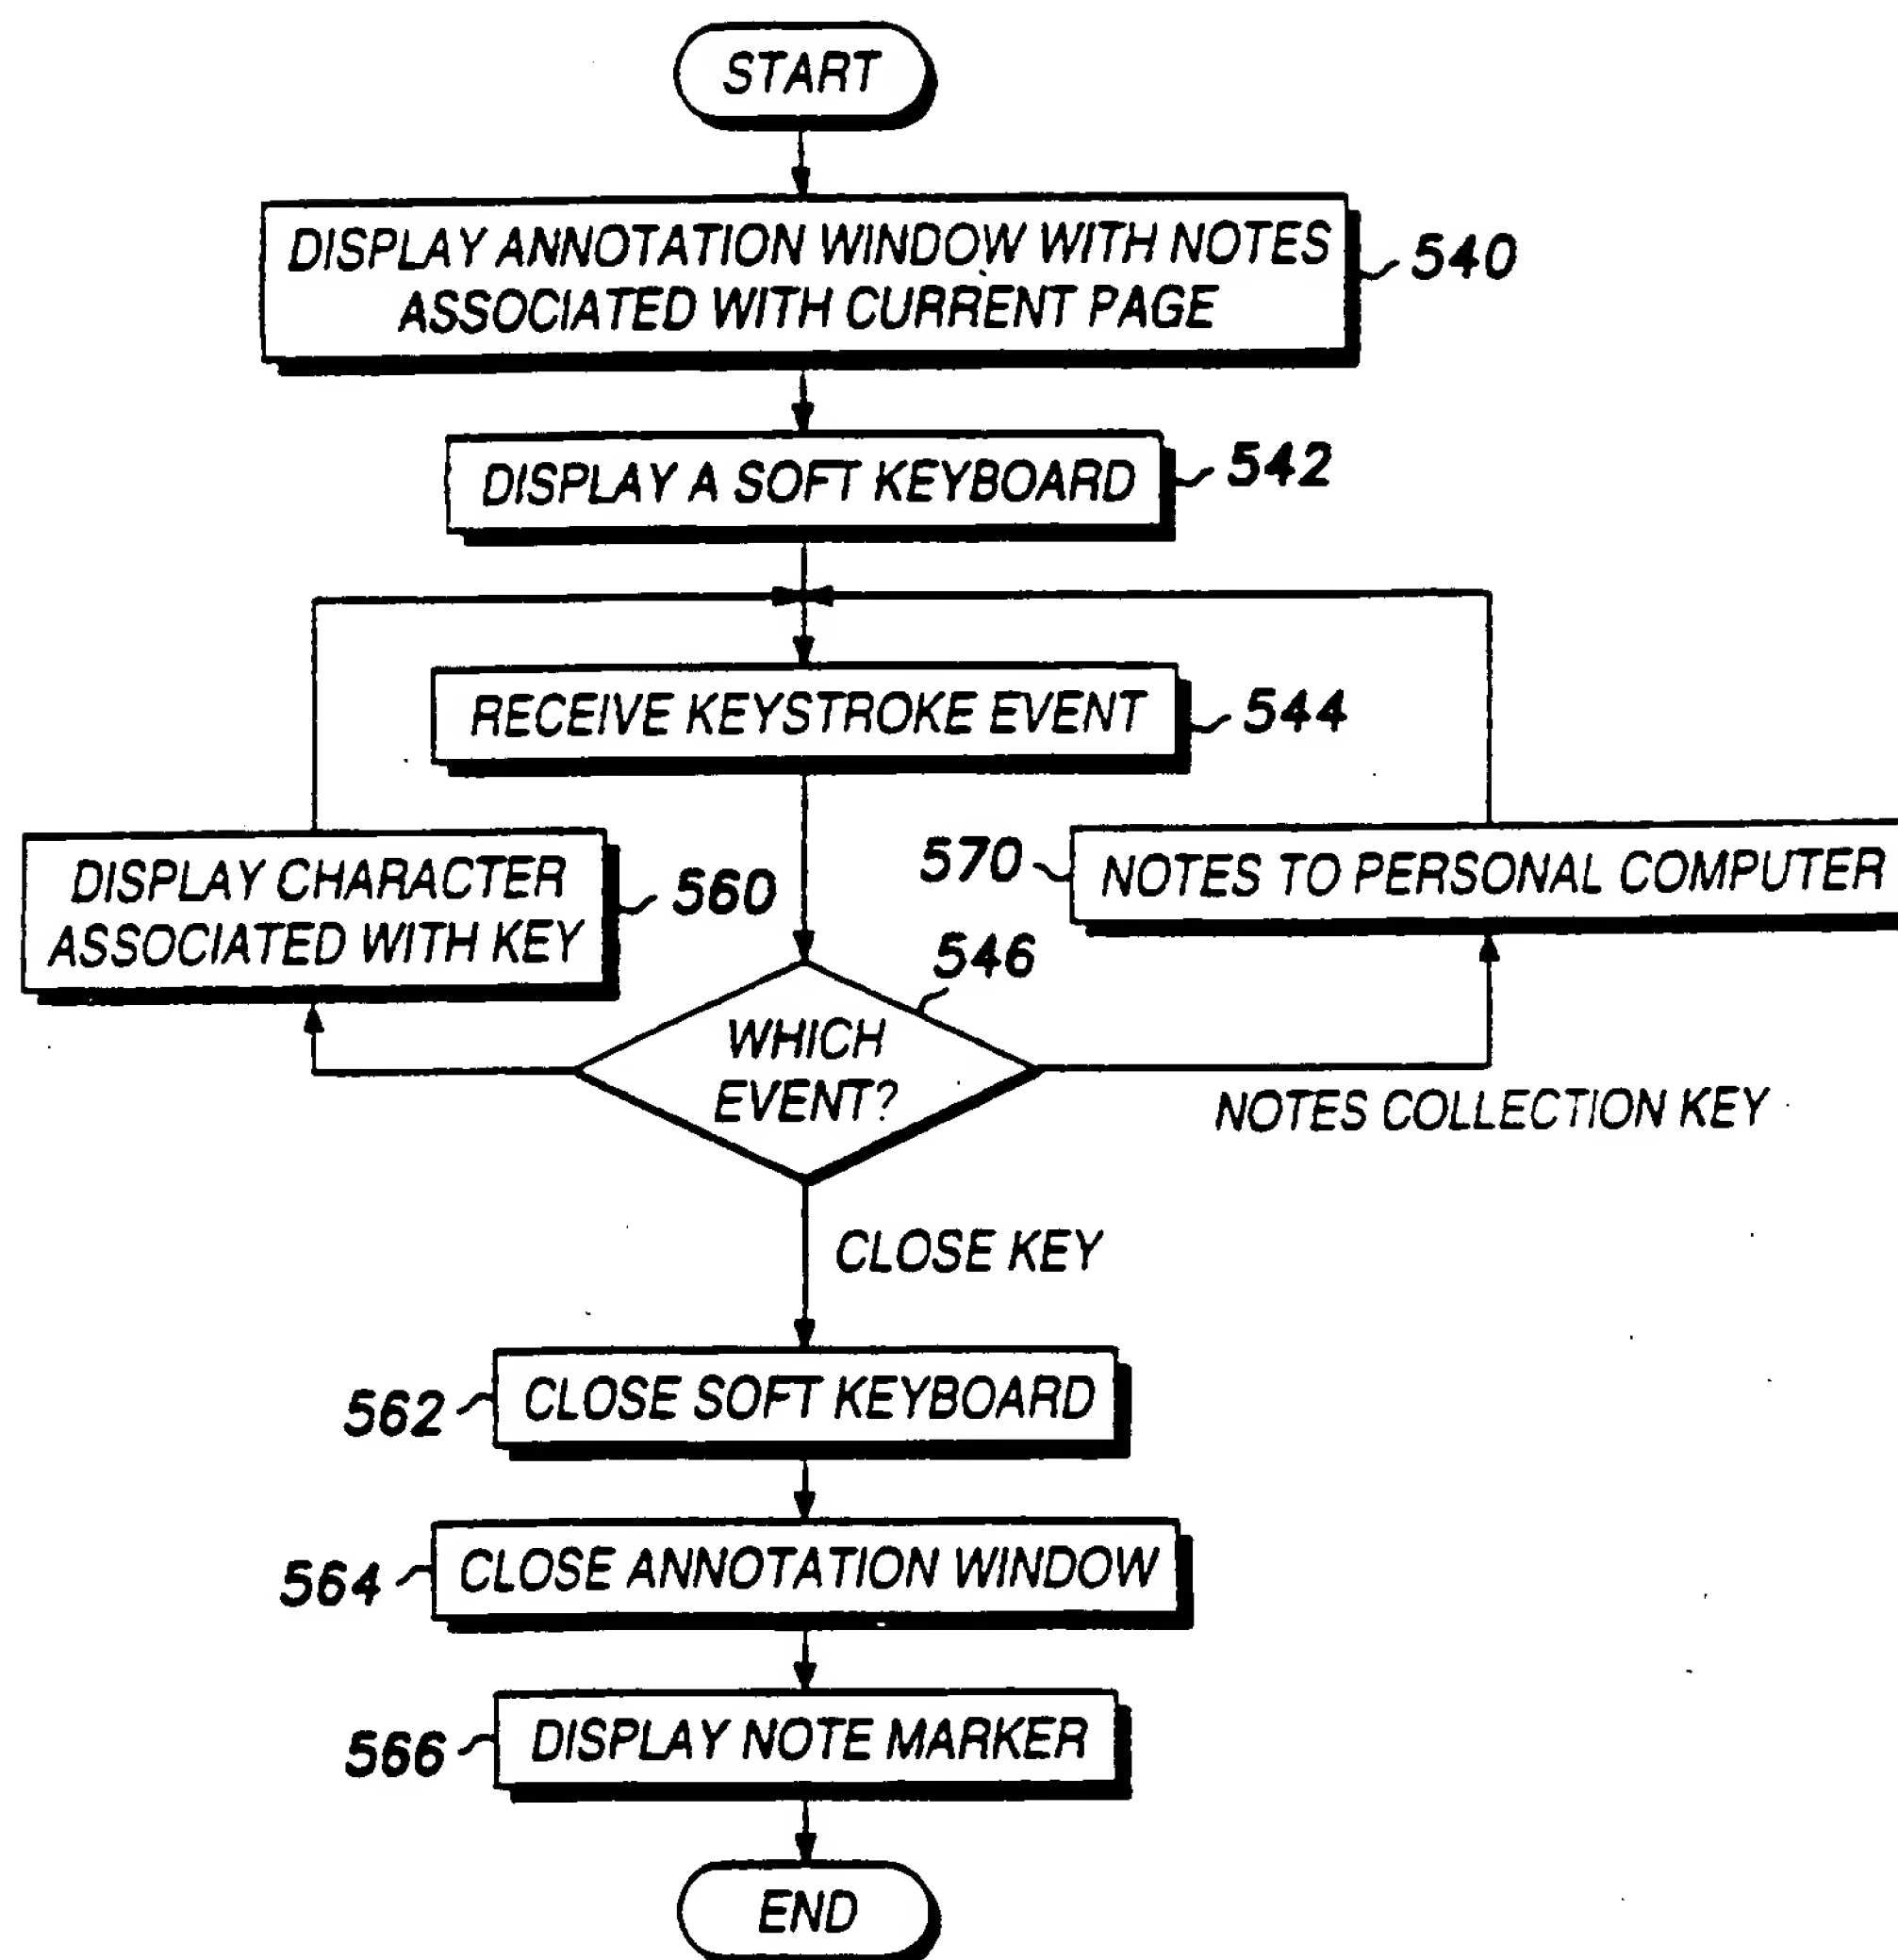 START
DISPLAY ANNOTATION WINDOW WITH NOTES
ASSOCIATED WITH CURRENT PAGE
540
DISPLAY A SOFT KEYBOARD
542
RECEIVE KEYSTROKE EVENT
544
DISPLAY CHARACTER
ASSOCIATED WITH KEY
560
570
NOTES TO PERSONAL COMPUTER
546
WHICH
EVENT?
NOTES COLLECTION KEY
CLOSE KEY
562
CLOSE SOFT KEYBOARD
564
CLOSE ANNOTATION WINDOW
566
DISPLAY NOTE MARKER
END